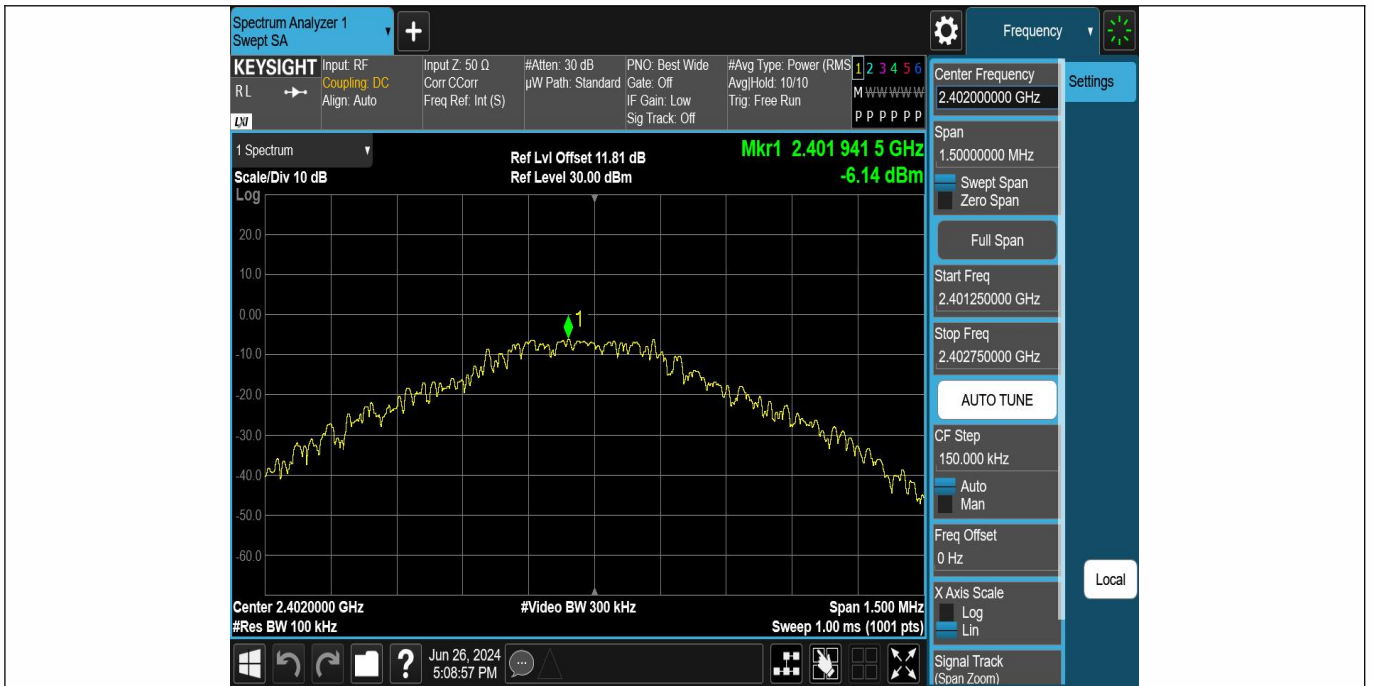 Spectrum Analyzer 1
Swept SA
+
Frequency
KEYSIGHT
RL
LXI
Input: RF
Coupling: DC
Align: Auto
Input Z: 50 Ω
Corr CCorr
Freq Ref: Int (S)
#Atten: 30 dB
µW Path: Standard
PNO: Best Wide
Gate: Off
IF Gain: Low
Sig Track: Off
#Avg Type: Power (RMS
Avg|Hold: 10/10
Trig: Free Run
1 2 3 4 5 6
M W W W W W
P P P P P P
1 Spectrum
Scale/Div 10 dB
Log
Ref Lvl Offset 11.81 dB
Ref Level 30.00 dBm
Mkr1 2.401 941 5 GHz
-6.14 dBm
20.0
10.0
0.00
-10.0
-20.0
-30.0
-40.0
-50.0
-60.0
1
Center 2.4020000 GHz
#Res BW 100 kHz
#Video BW 300 kHz
Span 1.500 MHz
Sweep 1.00 ms (1001 pts)
Center Frequency
2.402000000 GHz
Span
1.50000000 MHz
Swept Span
Zero Span
Full Span
Start Freq
2.401250000 GHz
Stop Freq
2.402750000 GHz
AUTO TUNE
CF Step
150.000 kHz
Auto
Man
Freq Offset
0 Hz
X Axis Scale
Log
Lin
Signal Track
(Span Zoom)
Settings
Local
?
Jun 26, 2024
5:08:57 PM